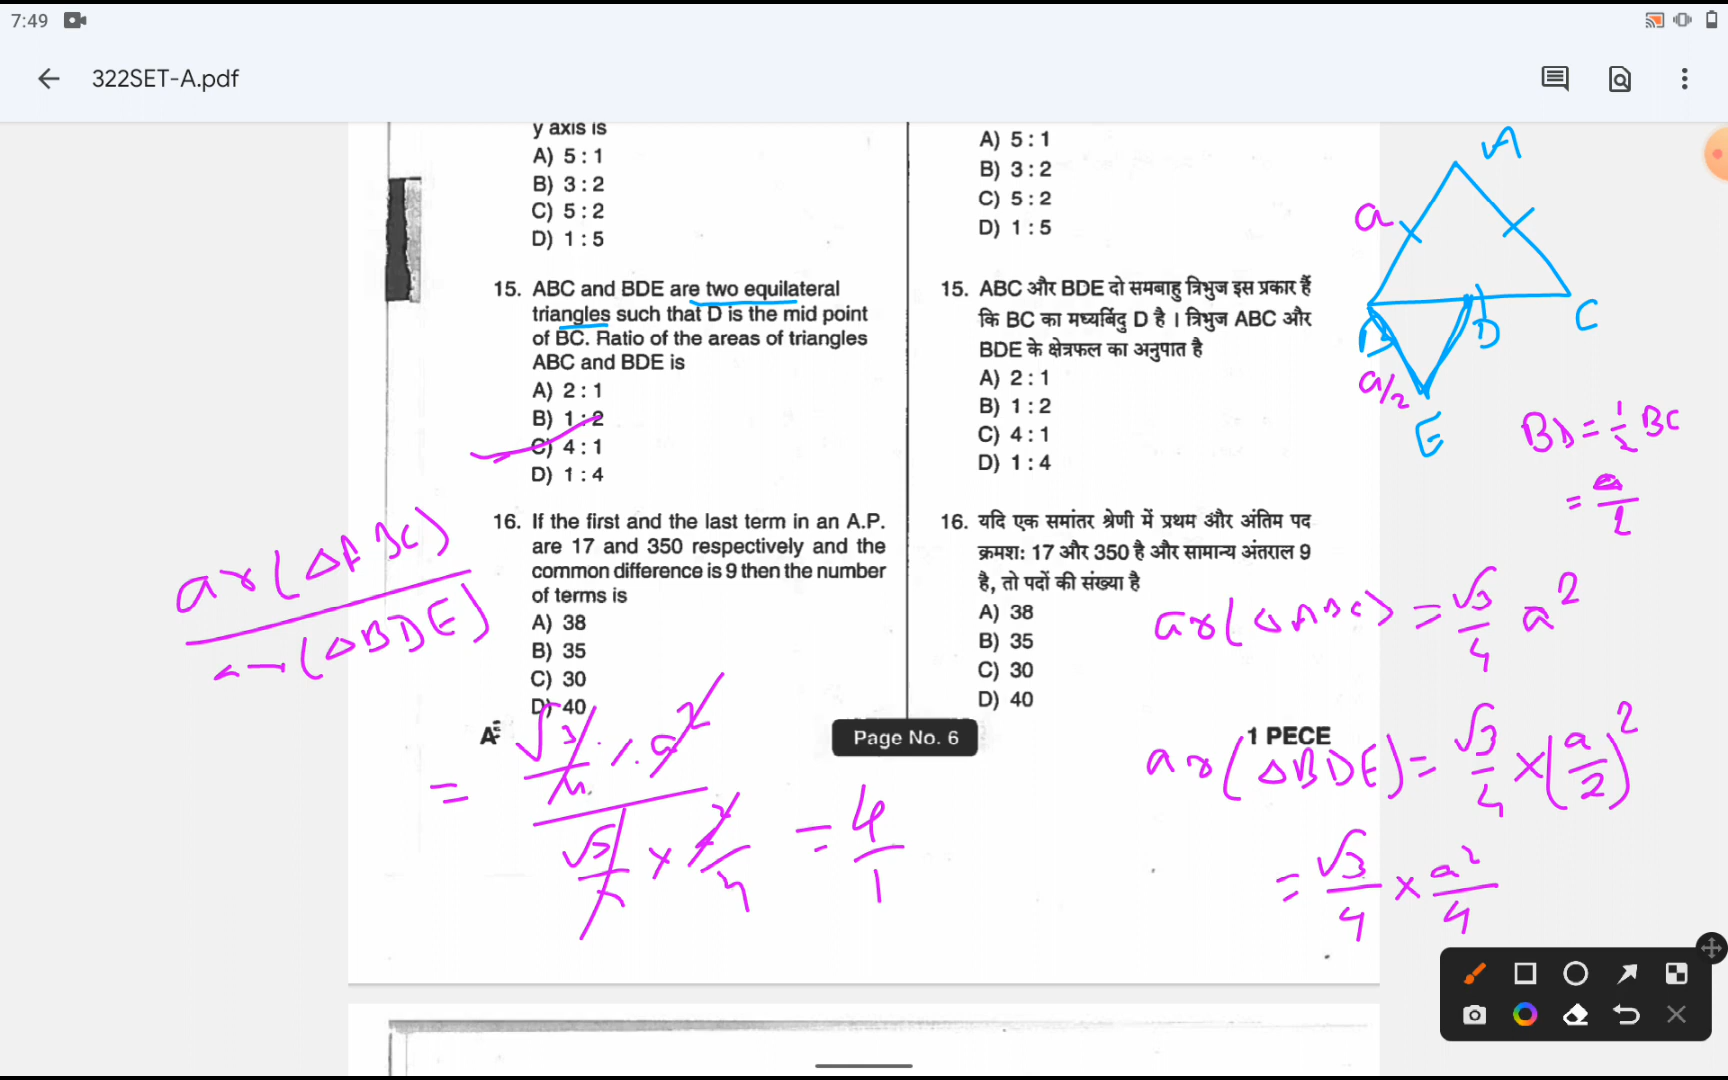 7:49
322SET-A.pdf
y axis is
A) 5 : 1
B) 3 : 2
C) 5 : 2
D) 1 : 5
15. ABC and BDE are two equilateral
triangles such that D is the mid point
of BC. Ratio of the areas of triangles
ABC and BDE is
A) 2 : 1
B) 1 : 2
C) 4 : 1
D) 1 : 4
16. If the first and the last term in an A.P.
are 17 and 350 respectively and the
common difference is 9 then the number
of terms is
A) 38
B) 35
C) 30
D) 40
A
A) 5 : 1
B) 3 : 2
C) 5 : 2
D) 1 : 5
15. ABC और BDE दो समबाहु त्रिभुज इस प्रकार हैं
कि BC का मध्यबिंदु D है । त्रिभुज ABC और
BDE के क्षेत्रफल का अनुपात है
A) 2 : 1
B) 1 : 2
C) 4 : 1
D) 1 : 4
16. यदि एक समांतर श्रेणी में प्रथम और अंतिम पद
क्रमश: 17 और 350 है और सामान्य अंतराल 9
है, तो पदों की संख्या है
A) 38
B) 35
C) 30
D) 40
Page No. 6
1 PECE
A
a
B
D
C
a/2
E
BD = 1/2 BC
= a/2
ar(ΔABC) = √3/4 a²
ar(ΔBDE) = √3/4 × (a/2)²
= √3/4 × a²/4
ar(ΔABC)
ar(ΔBDE)
= 4/1